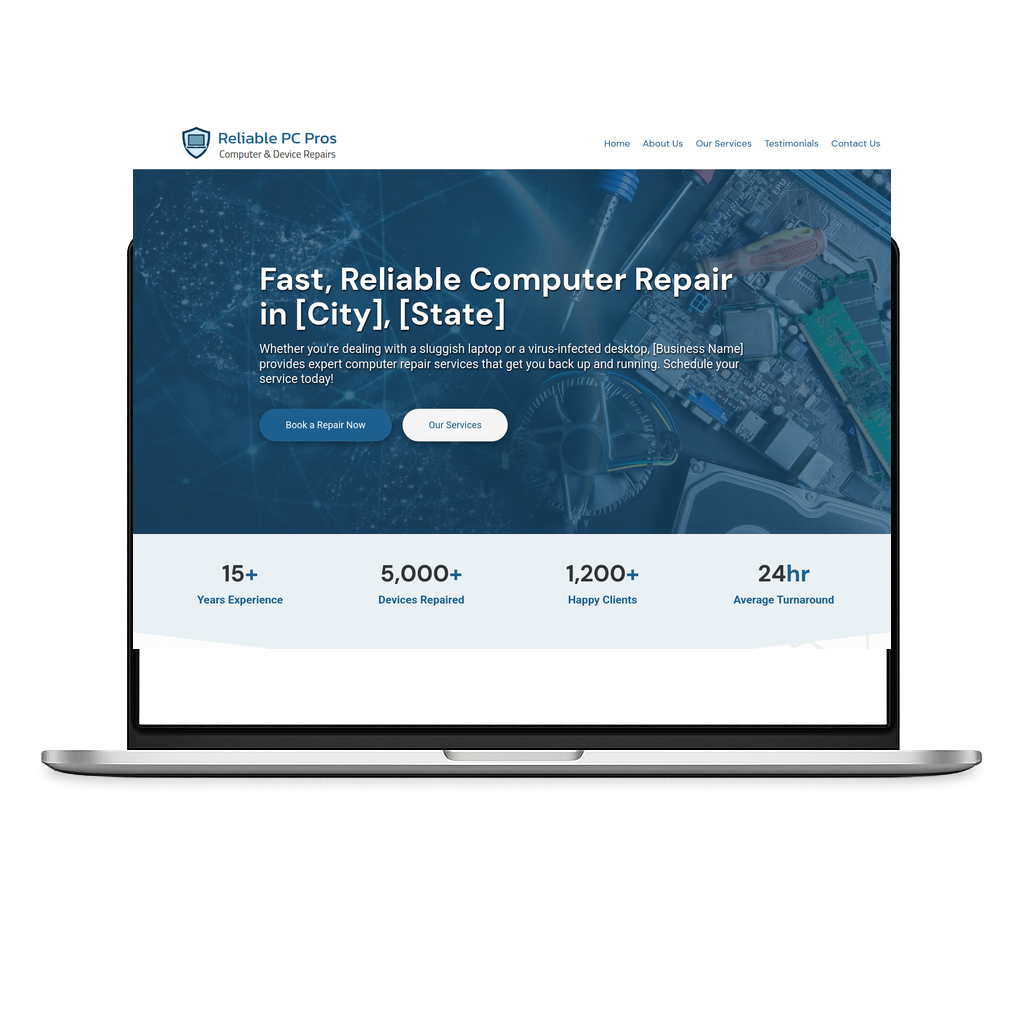 Reliable PC Pros
Computer & Device Repairs
Home About Us Our Services Testimonials Contact Us
Fast, Reliable Computer Repair
in [City], [State]
Whether you're dealing with a sluggish laptop or a virus-infected desktop, [Business Name]
provides expert computer repair services that get you back up and running. Schedule your
service today!
Book a Repair Now Our Services
15+ 5,000+ 1,200+ 24hr
Years Experience Devices Repaired Happy Clients Average Turnaround